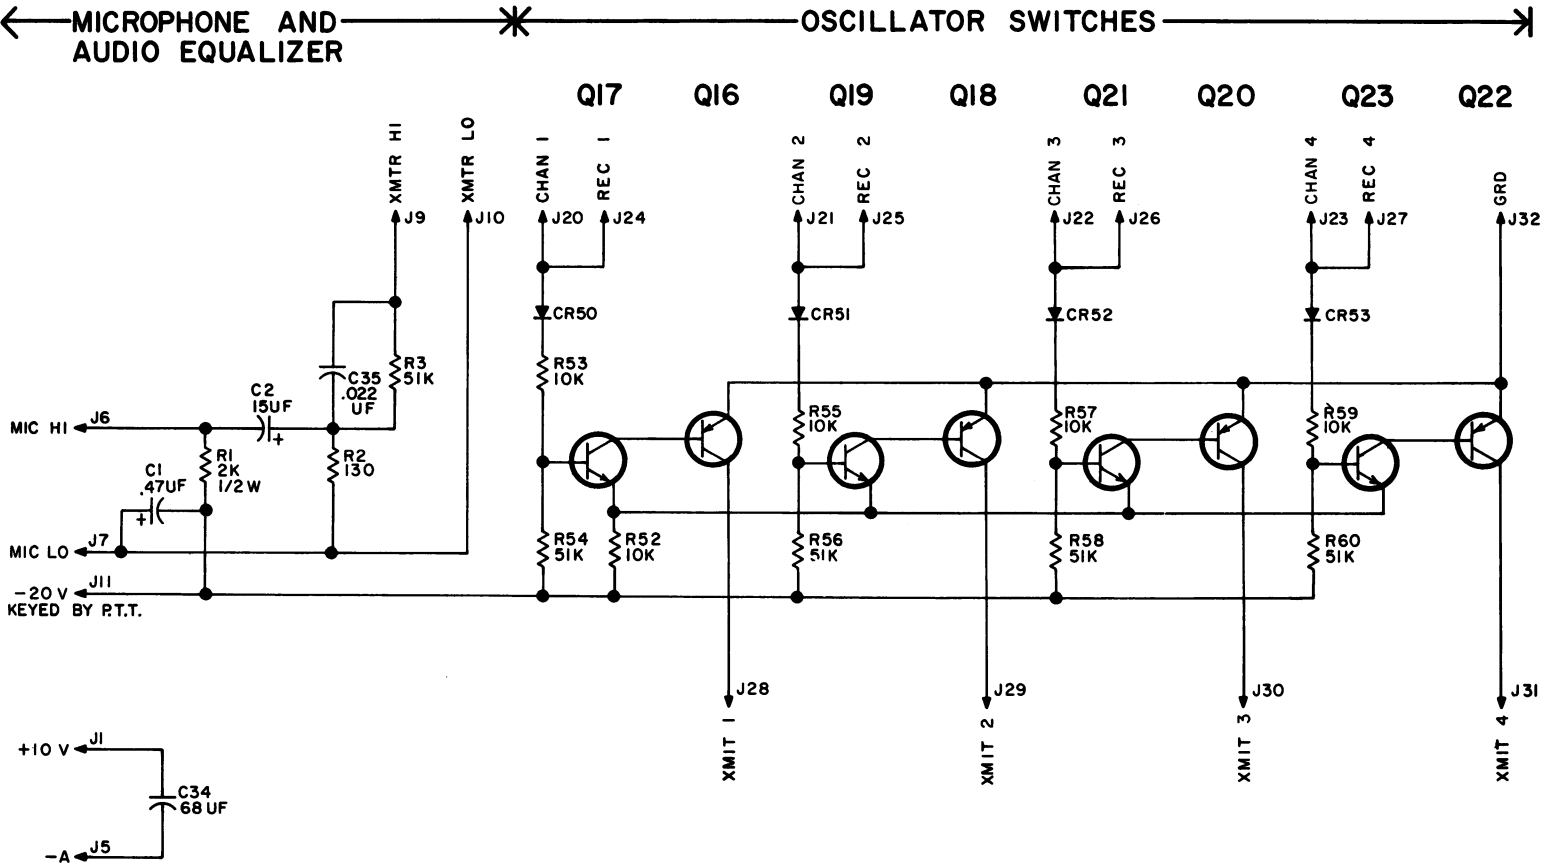 MICROPHONE AND
AUDIO EQUALIZER
OSCILLATOR SWITCHES
Q17
Q16
Q19
Q18
Q21
Q20
Q23
Q22
XMTR HI
XMTR LO
CHAN 1
REC 1
CHAN 2
REC 2
CHAN 3
REC 3
CHAN 4
REC 4
GRD
J9
J10
J20
J24
J21
J25
J22
J26
J23
J27
J32
CR50
CR51
CR52
CR53
R3
51K
C35
.022
UF
R53
10K
C2
15UF
+
R55
10K
R57
10K
R59
10K
MIC HI
J6
R1
2K
1/2W
R2
130
C1
.47UF
+
MIC LO
J7
R54
51K
R52
10K
R56
51K
R58
51K
R60
51K
-20V
J11
KEYED BY P.T.T.
J28
J29
J30
J31
XMIT 1
XMIT 2
XMIT 3
XMIT 4
+10V
J1
C34
68UF
-A
J5